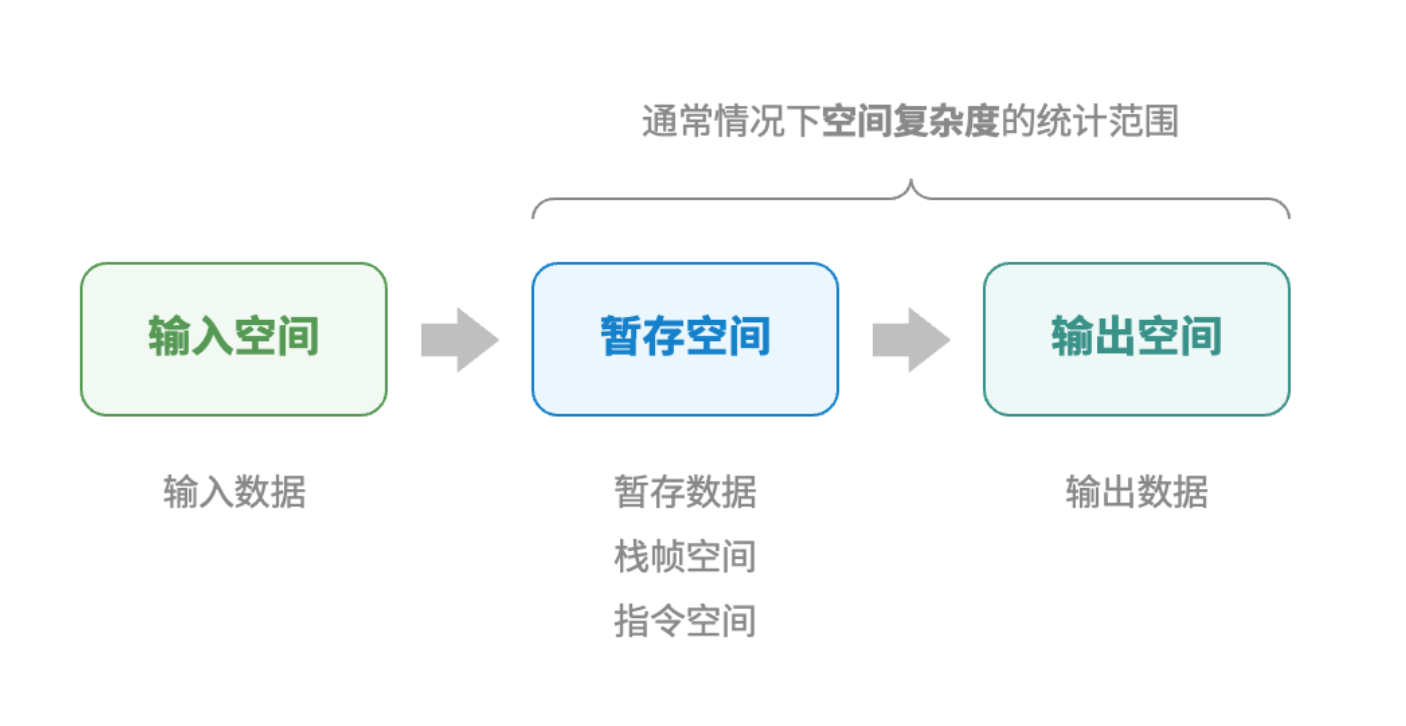 通常情况下空间复杂度的统计范围
输入空间
暂存空间
输出空间
输入数据
暂存数据
输出数据
栈帧空间
指令空间